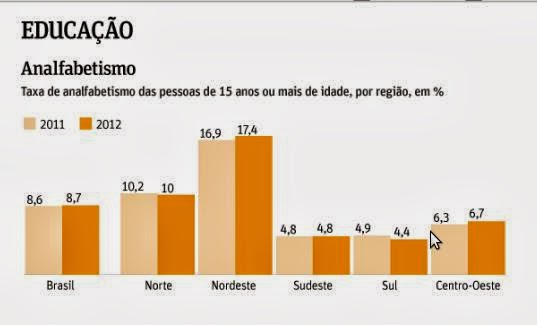 EDUCAÇÃO
Analfabetismo
Taxa de analfabetismo das pessoas de 15 anos ou mais de idade, por região, em %
2011 2012
8,6 8,7 10,2 10 16,9 17,4 4,8 4,8 4,9 4,4 6,3 6,7
Brasil Norte Nordeste Sudeste Sul Centro-Oeste